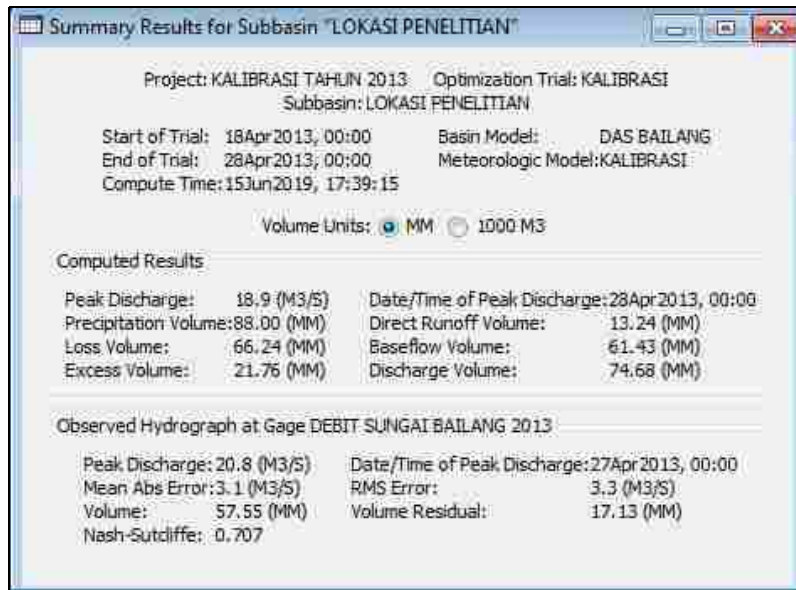 Summary Results for Subbasin "LOKASI PENELITIAN"
Project: KALIBRASI TAHUN 2013 Optimization Trial: KALIBRASI
Subbasin: LOKASI PENELITIAN
Start of Trial: 18Apr2013, 00:00 Basin Model: DAS BAILANG
End of Trial: 28Apr2013, 00:00 Meteorologic Model:KALIBRASI
Compute Time:15Jun2019, 17:39:15
Volume Units: MM 1000 M3
Computed Results
Peak Discharge: 18.9 (M3/S) Date/Time of Peak Discharge:28Apr2013, 00:00
Precipitation Volume:88.00 (MM) Direct Runoff Volume: 13.24 (MM)
Loss Volume: 66.24 (MM) Baseflow Volume: 61.43 (MM)
Excess Volume: 21.76 (MM) Discharge Volume: 74.68 (MM)
Observed Hydrograph at Gage DEBIT SUNGAI BAILANG 2013
Peak Discharge: 20.8 (M3/S) Date/Time of Peak Discharge:27Apr2013, 00:00
Mean Abs Error:3.1 (M3/S) RMS Error: 3.3 (M3/S)
Volume: 57.55 (MM) Volume Residual: 17.13 (MM)
Nash-Sutcliffe: 0.707